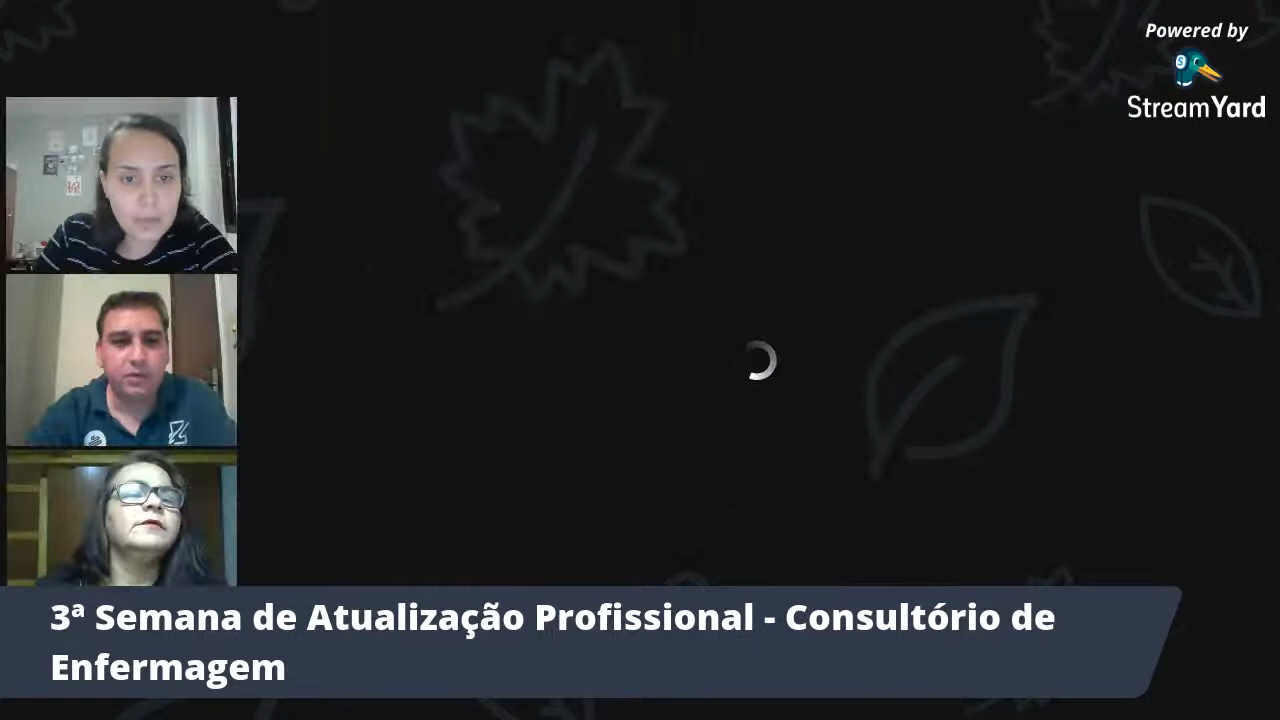 Powered by
StreamYard
3ª Semana de Atualização Profissional - Consultório de
Enfermagem